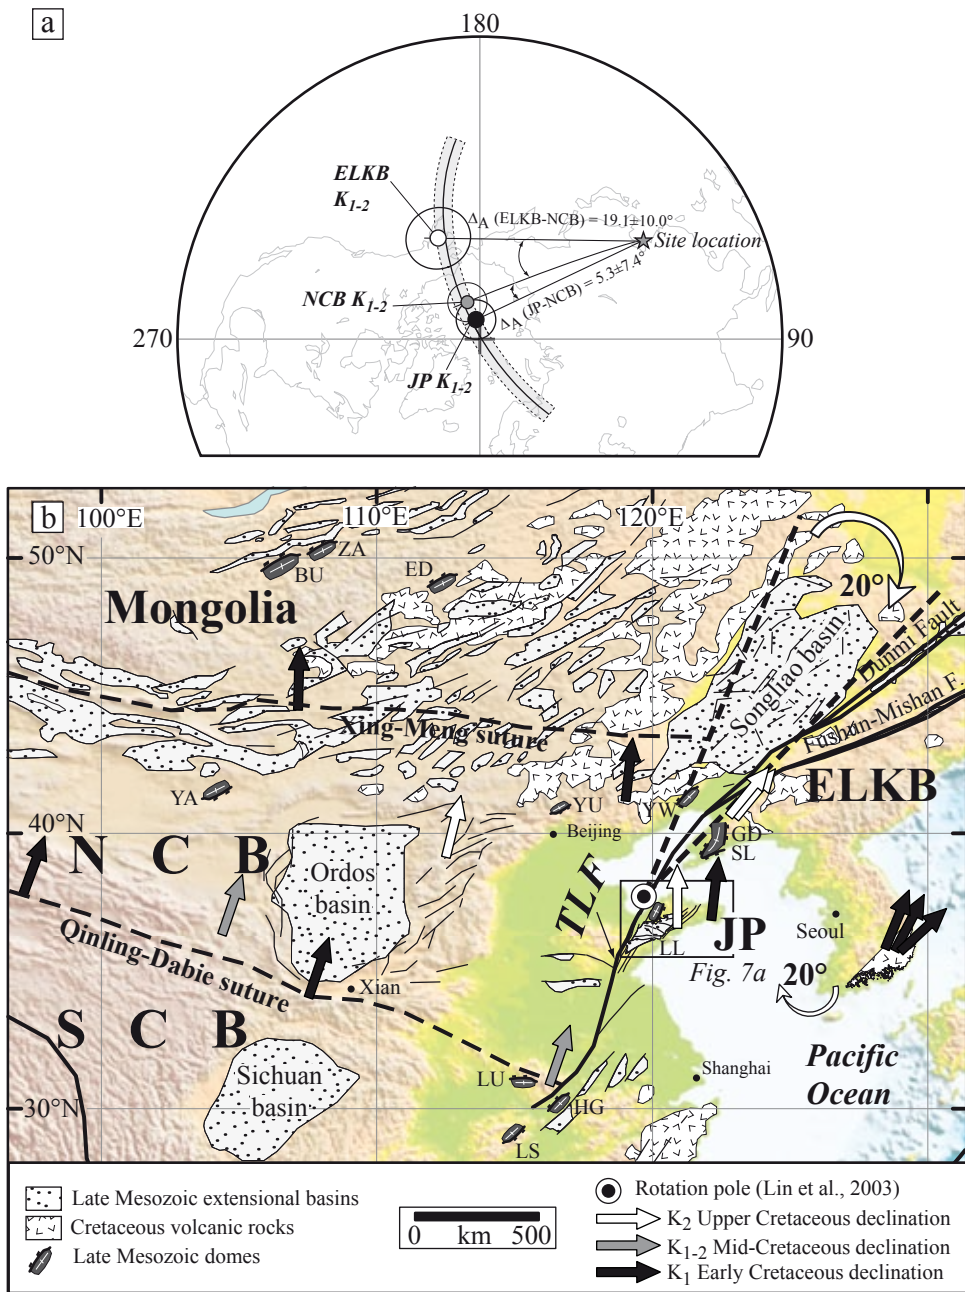 a
180
ELKB
K1-2
ΔA (ELKB-NCB) = 19.1±10.0°
Site location
NCB K1-2
ΔA (JP-NCB) = 5.3±7.4°
270
90
JP K1-2
b
100°E
110°E
120°E
50°N
ZA
BU
ED
20°
Mongolia
Songliao basin
Dunmi Fault
Fushun-Mishan F.
Xing-Meng suture
ELKB
YA
YU
YW
40°N
Beijing
GD
SL
N C B
Ordos
basin
TLF
JP
Seoul
LL
Fig. 7a
Qinling-Dabie suture
Xian
20°
S C B
Pacific
Ocean
Sichuan
basin
Shanghai
LU
30°N
HG
LS
Late Mesozoic extensional basins
Cretaceous volcanic rocks
Late Mesozoic domes
0 km 500
Rotation pole (Lin et al., 2003)
K2 Upper Cretaceous declination
K1-2 Mid-Cretaceous declination
K1 Early Cretaceous declination